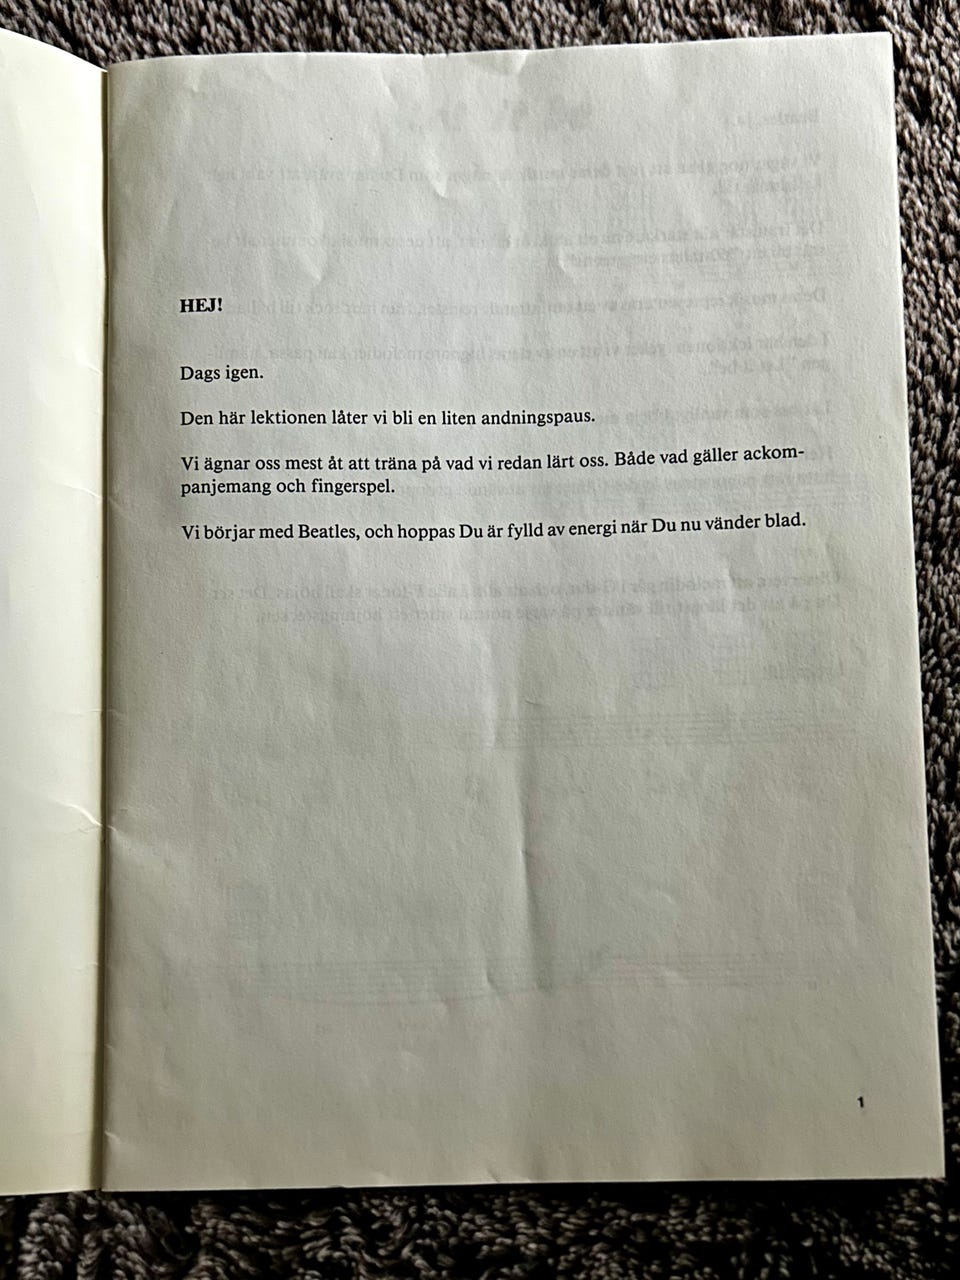 HEJ!
Dags igen.
Den här lektionen låter vi bli en liten andningspaus.
Vi ägnar oss mest åt att träna på vad vi redan lärt oss. Både vad gäller ackom-
panjemang och fingerspel.
Vi börjar med Beatles, och hoppas Du är fylld av energi när Du nu vänder blad.
1